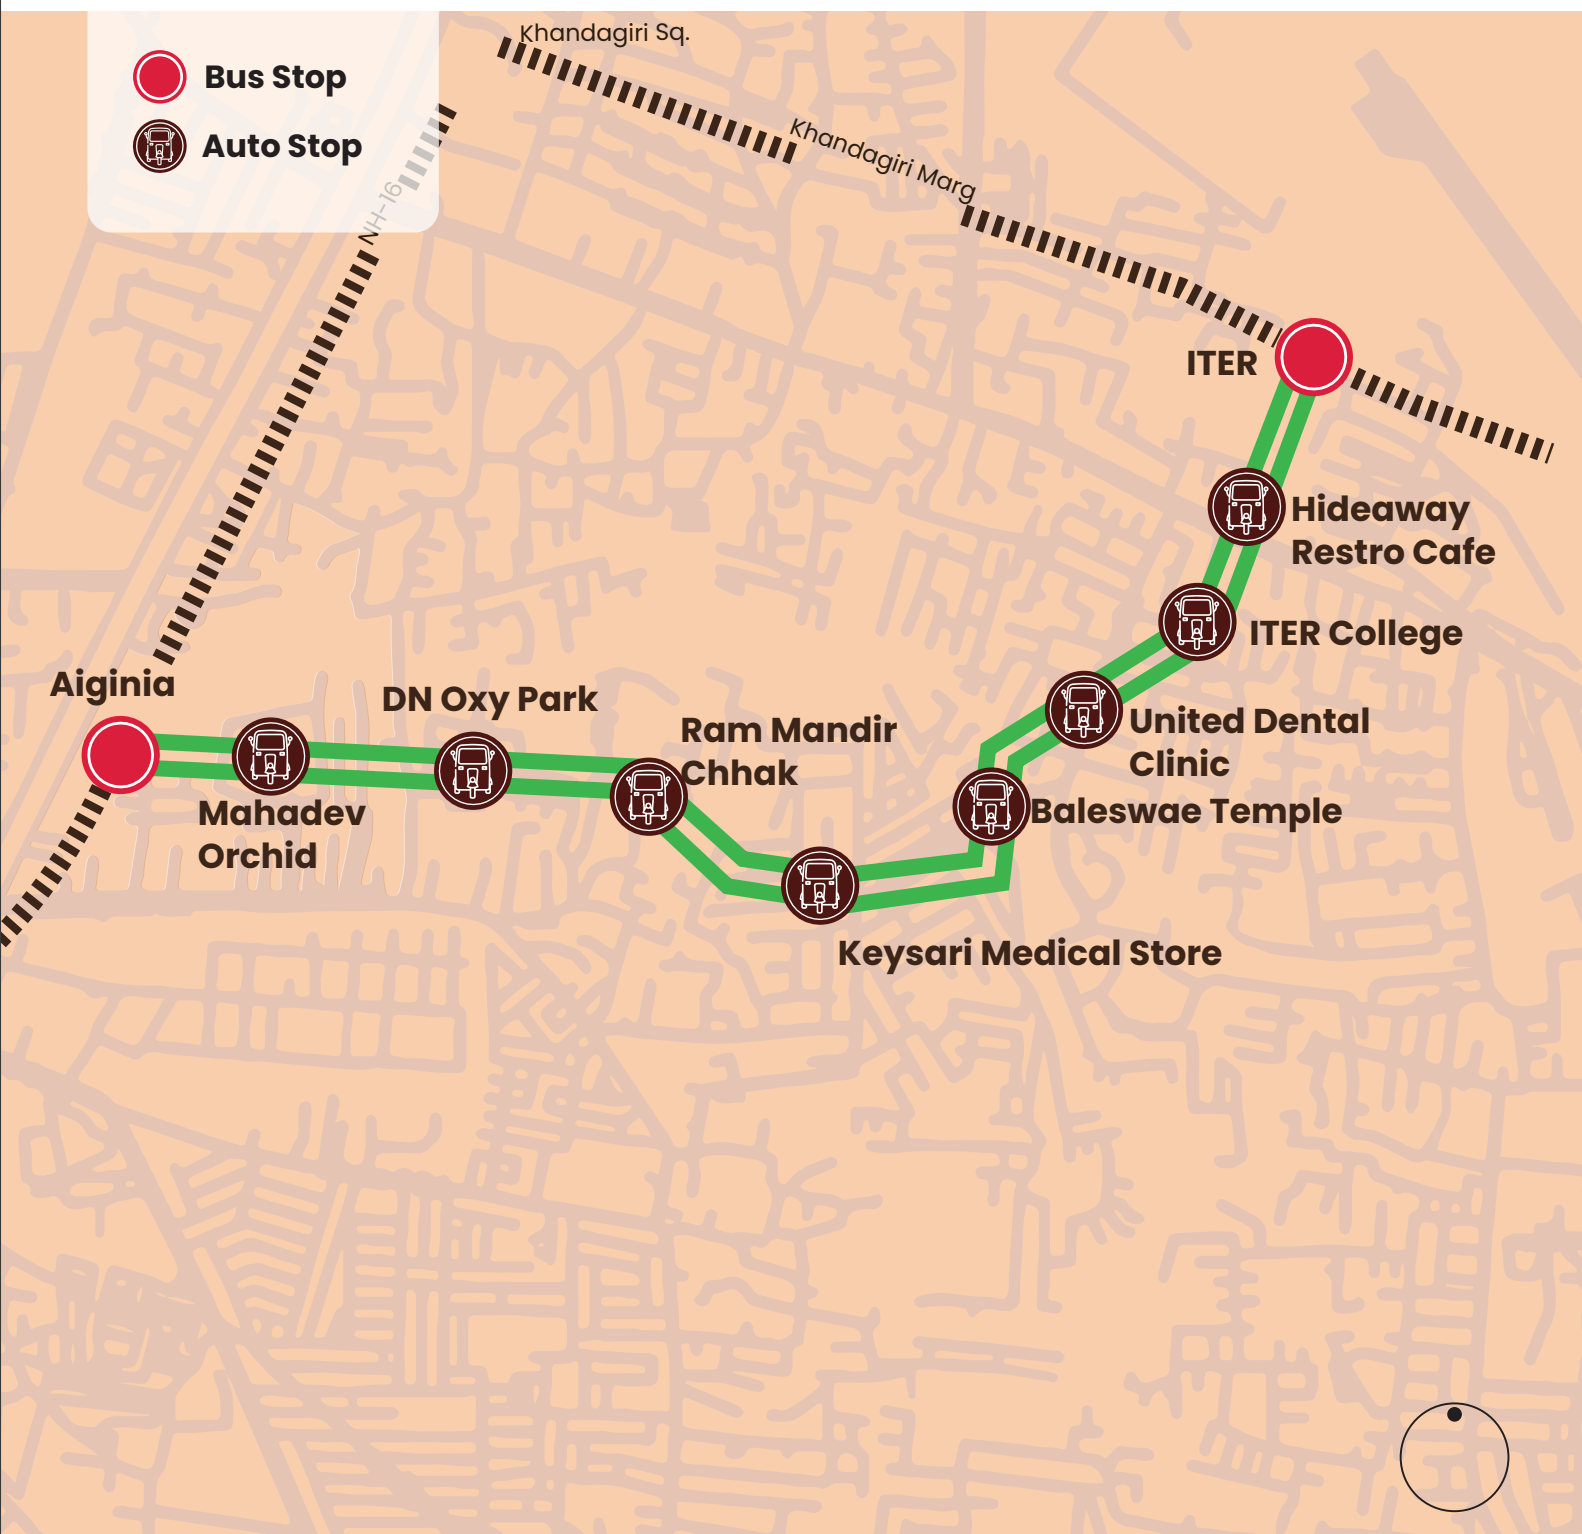 Khandagiri Sq.
Bus Stop
Auto Stop
Khandagiri Marg
NH-16
ITER
Hideaway
Restro Cafe
ITER College
Aiginia
DN Oxy Park
Ram Mandir
Chhak
United Dental
Clinic
Mahadev
Orchid
Baleswae Temple
Keysari Medical Store